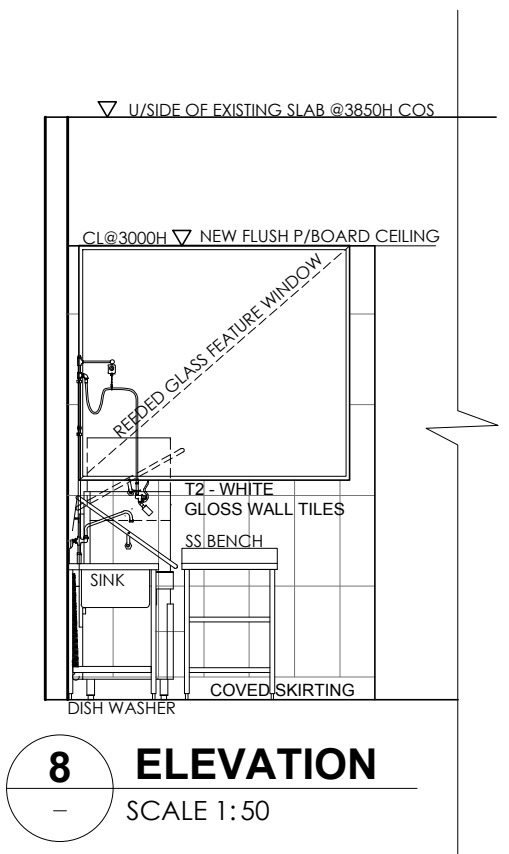 U/SIDE OF EXISTING SLAB @3850H COS
CL@3000H NEW FLUSH P/BOARD CEILING
REEDED GLASS FEATURE WINDOW
T2 - WHITE
GLOSS WALL TILES
SS BENCH
SINK
COVED SKIRTING
DISH WASHER
8 ELEVATION
– SCALE 1:50